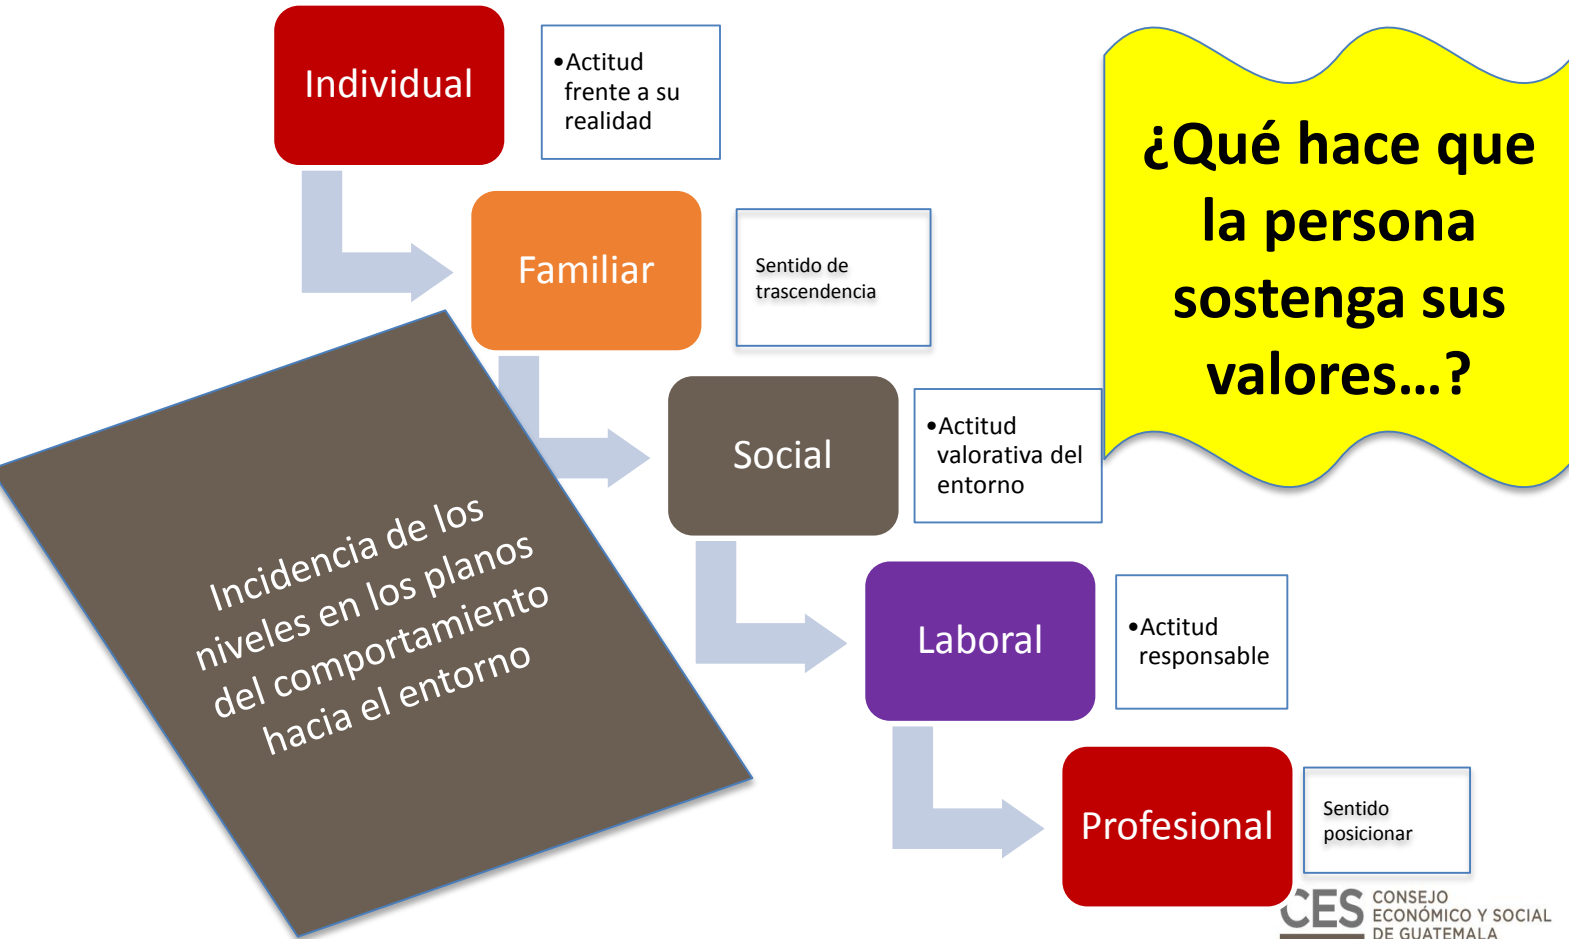 Individual
•Actitud
frente a su
realidad
¿Qué hace que
la persona
sostenga sus
valores...?
Familiar
Sentido de
trascendencia
Social
•Actitud
valorativa del
entorno
Incidencia de los
niveles en los planos
del comportamiento
hacia el entorno
Laboral
•Actitud
responsable
Profesional
Sentido
posicionar
CES
CONSEJO
ECONÓMICO Y SOCIAL
DE GUATEMALA